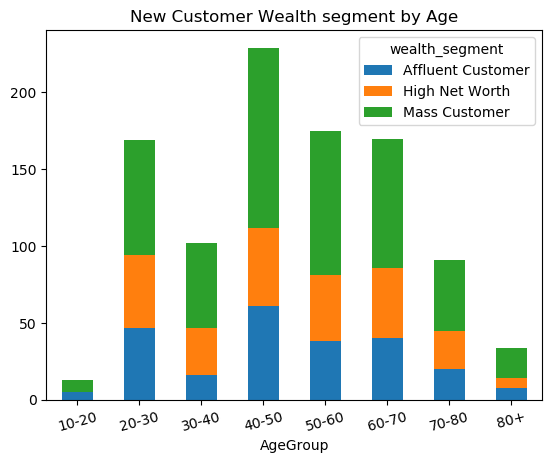 New Customer Wealth segment by Age
wealth_segment
Affluent Customer
High Net Worth
Mass Customer
200
150
100
50
0
10-20 20-30 30-40 40-50 50-60 60-70 70-80 80+
AgeGroup